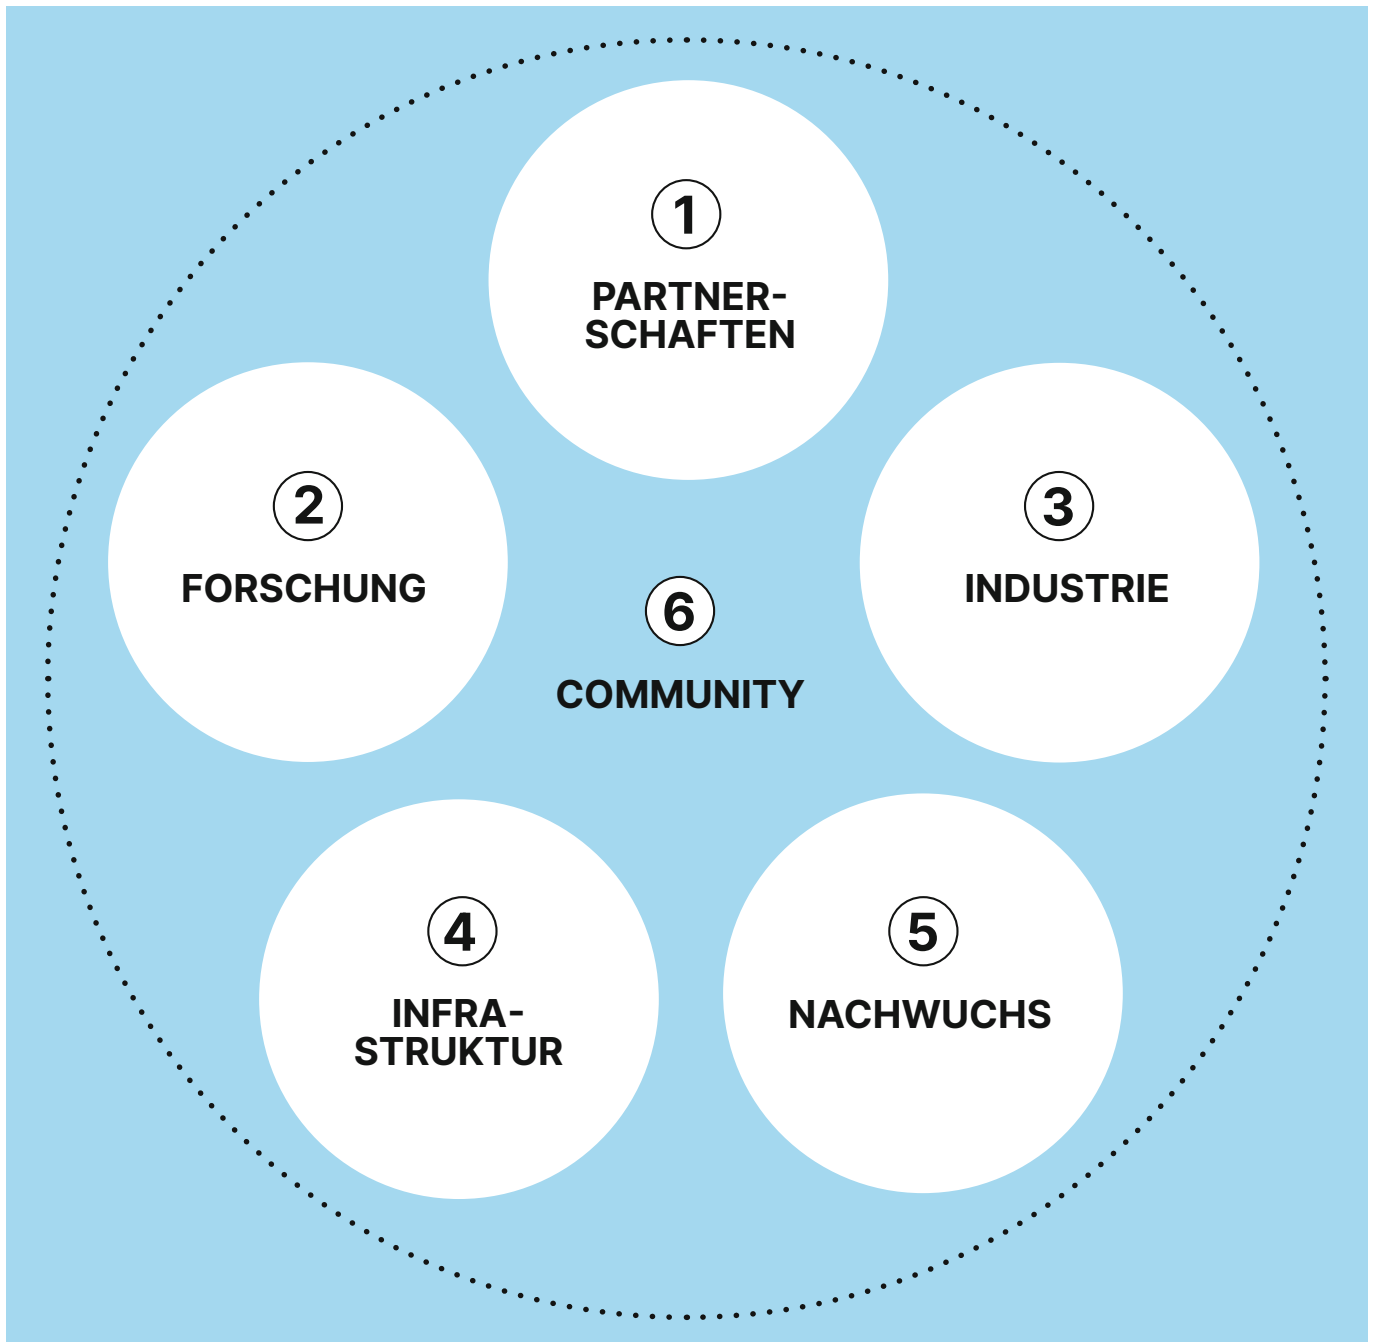 1
PARTNER-
SCHAFTEN
2
FORSCHUNG
3
INDUSTRIE
6
COMMUNITY
4
INFRA-
STRUKTUR
5
NACHWUCHS